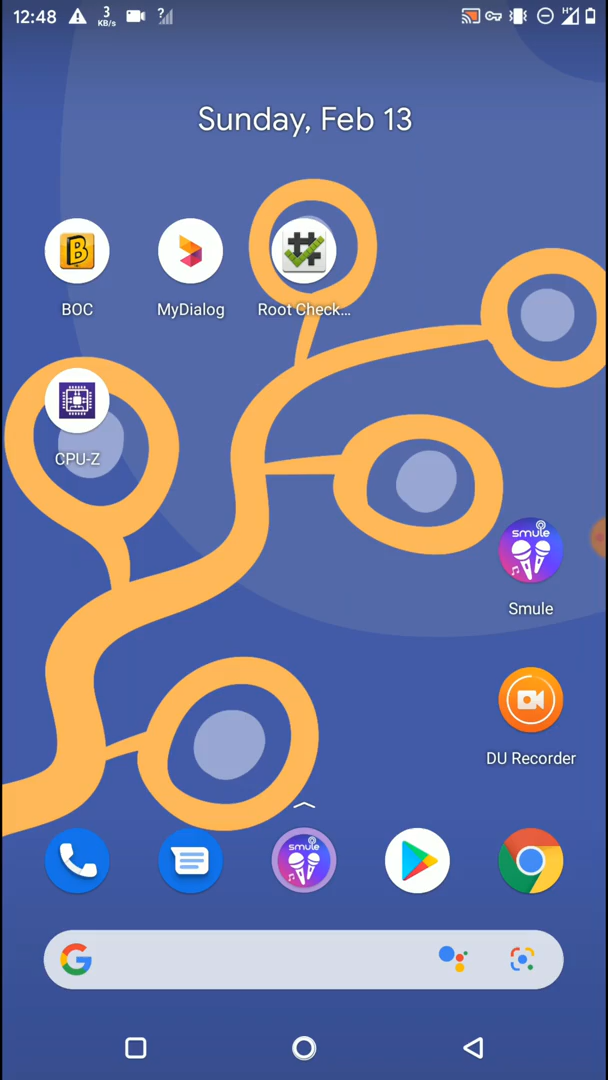 12:48 3 KB/s ? H+
Sunday, Feb 13
B
BOC MyDialog Root Check...
CPU-Z
smule
Smule
DU Recorder
smule
G